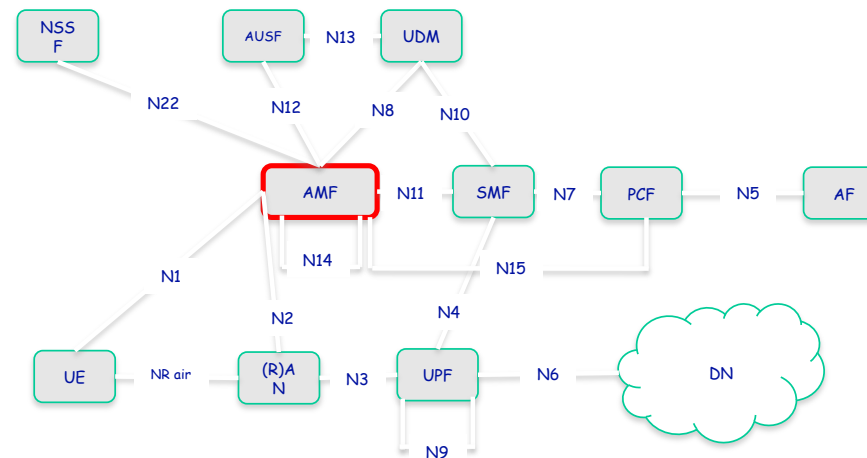 NSS
F
AUSF
N13
UDM
N22
N12
N8
N10
AMF
N11
SMF
N7
PCF
N5
AF
N14
N15
N1
N2
N4
UE
NR air
(R)A
N
N3
UPF
N6
DN
N9